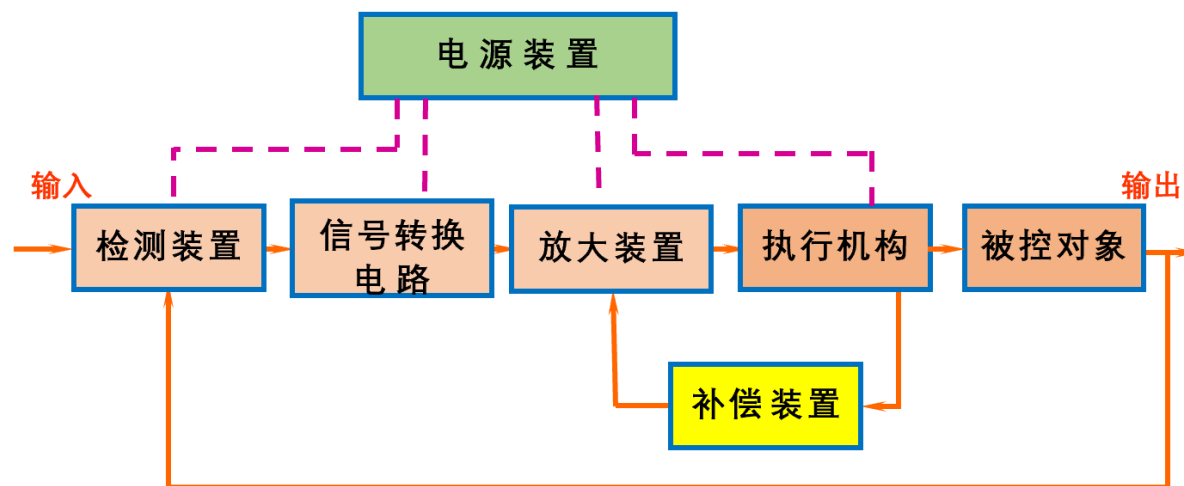 电源装置
输入
输出
检测装置
信号转换
电路
放大装置
执行机构
被控对象
补偿装置